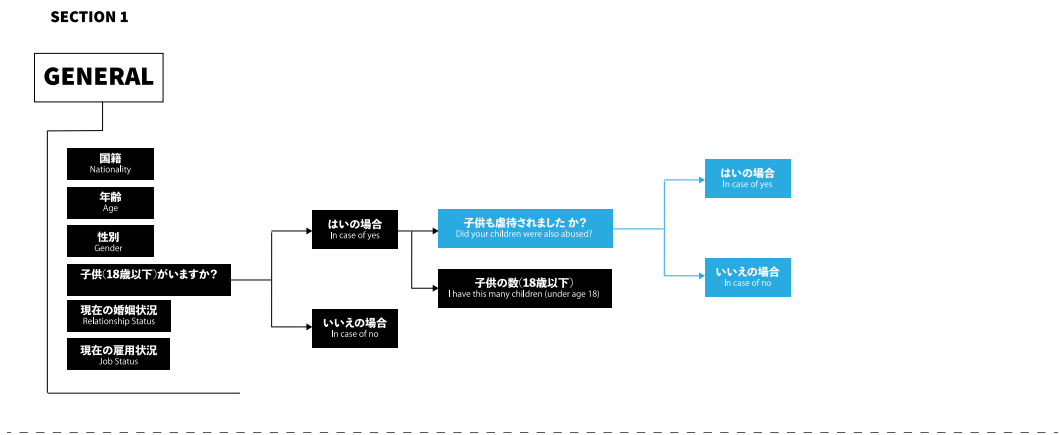 SECTION 1
GENERAL
国籍
Nationality
年齢
Age
性別
Gender
子供(18歳以下)がいますか?
現在の婚姻状況
Relationship Status
現在の雇用状況
Job Status
はいの場合
In case of yes
いいえの場合
In case of no
子供も虐待されました か?
Did your children were also abused?
子供の数(18歳以下)
I have this many children (under age 18)
はいの場合
In case of yes
いいえの場合
In case of no